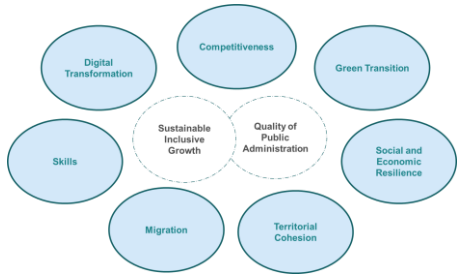 Competitiveness
Digital
Transformation
Green Transition
Sustainable
Inclusive
Growth
Quality of
Public
Administration
Skills
Social and
Economic
Resilience
Migration
Territorial
Cohesion